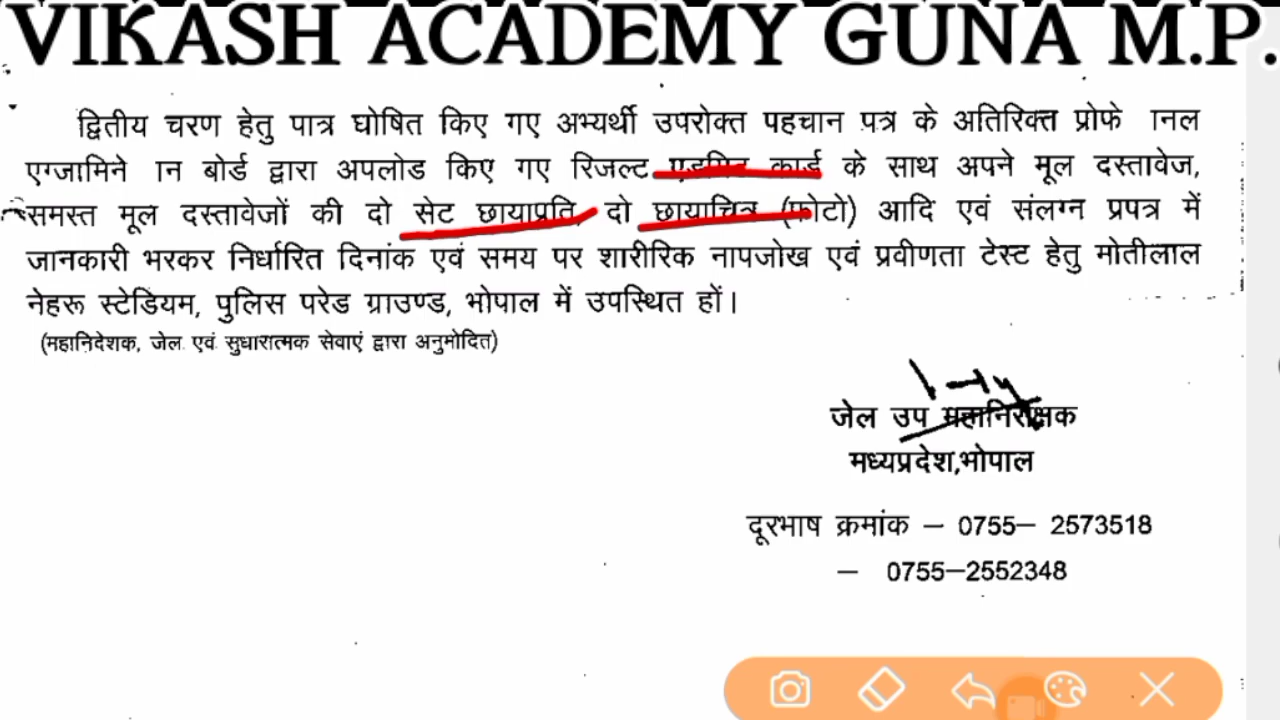 VIKASH ACADEMY GUNA M.P.
द्वितीय चरण हेतु पात्र घोषित किए गए अभ्यर्थी उपरोक्त पहचान पत्र के अतिरिक्त प्रोफे ानल
एग्जामिने ान बोर्ड द्वारा अपलोड किए गए रिजल्ट एडमिट कार्ड के साथ अपने मूल दस्तावेज,
समस्त मूल दस्तावेजों की दो सेट छायाप्रति, दो छायाचित्र (फोटो) आदि एवं संलग्न प्रपत्र में
जानकारी भरकर निर्धारित दिनांक एवं समय पर शारीरिक नापजोख एवं प्रवीणता टेस्ट हेतु मोतीलाल
नेहरू स्टेडियम, पुलिस परेड ग्राउण्ड, भोपाल में उपस्थित हों।
(महानिदेशक, जेल एवं सुधारात्मक सेवाएं द्वारा अनुमोदित)
जेल उप महानिरीक्षक
मध्यप्रदेश,भोपाल
दूरभाष क्रमांक – 0755– 2573518
– 0755–2552348